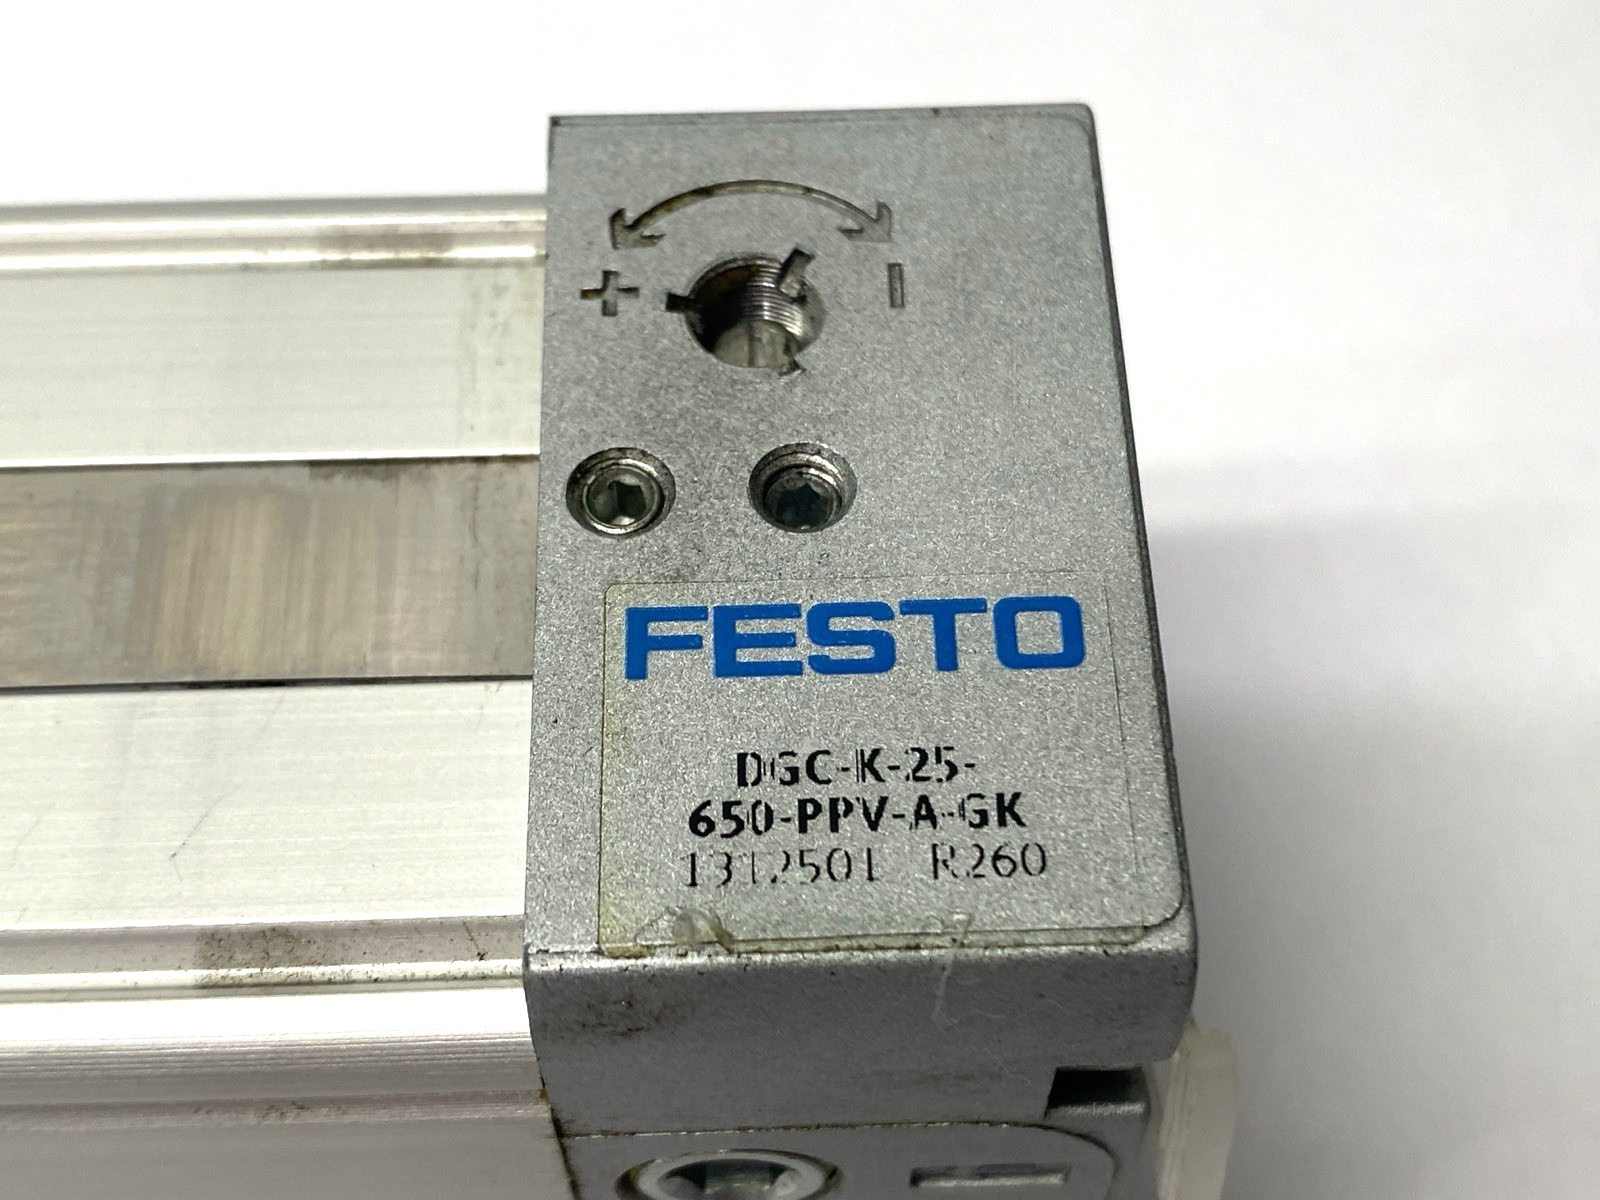 + -
FESTO
DGC-K-25-
650-PPV-A-GK
1312501 R260